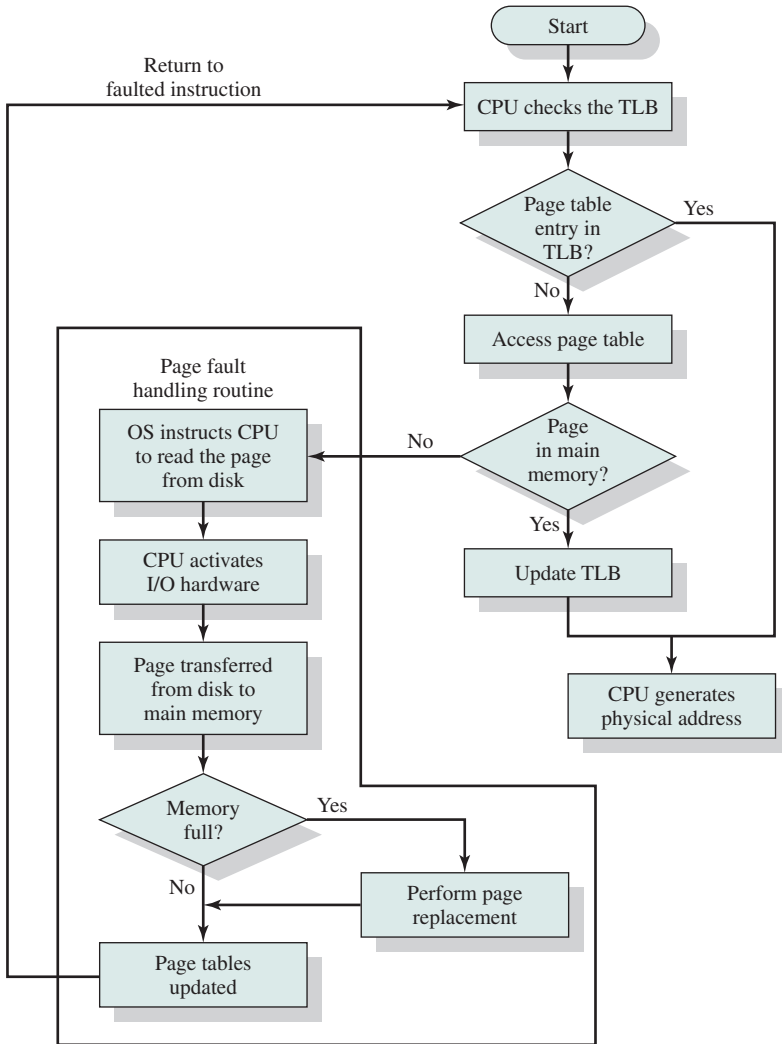 Start
Return to
faulted instruction
CPU checks the TLB
Page table
entry in
TLB?
Yes
No
Access page table
Page fault
handling routine
OS instructs CPU
to read the page
from disk
No
Page
in main
memory?
Yes
CPU activates
I/O hardware
Update TLB
Page transferred
from disk to
main memory
CPU generates
physical address
Memory
full?
Yes
No
Perform page
replacement
Page tables
updated